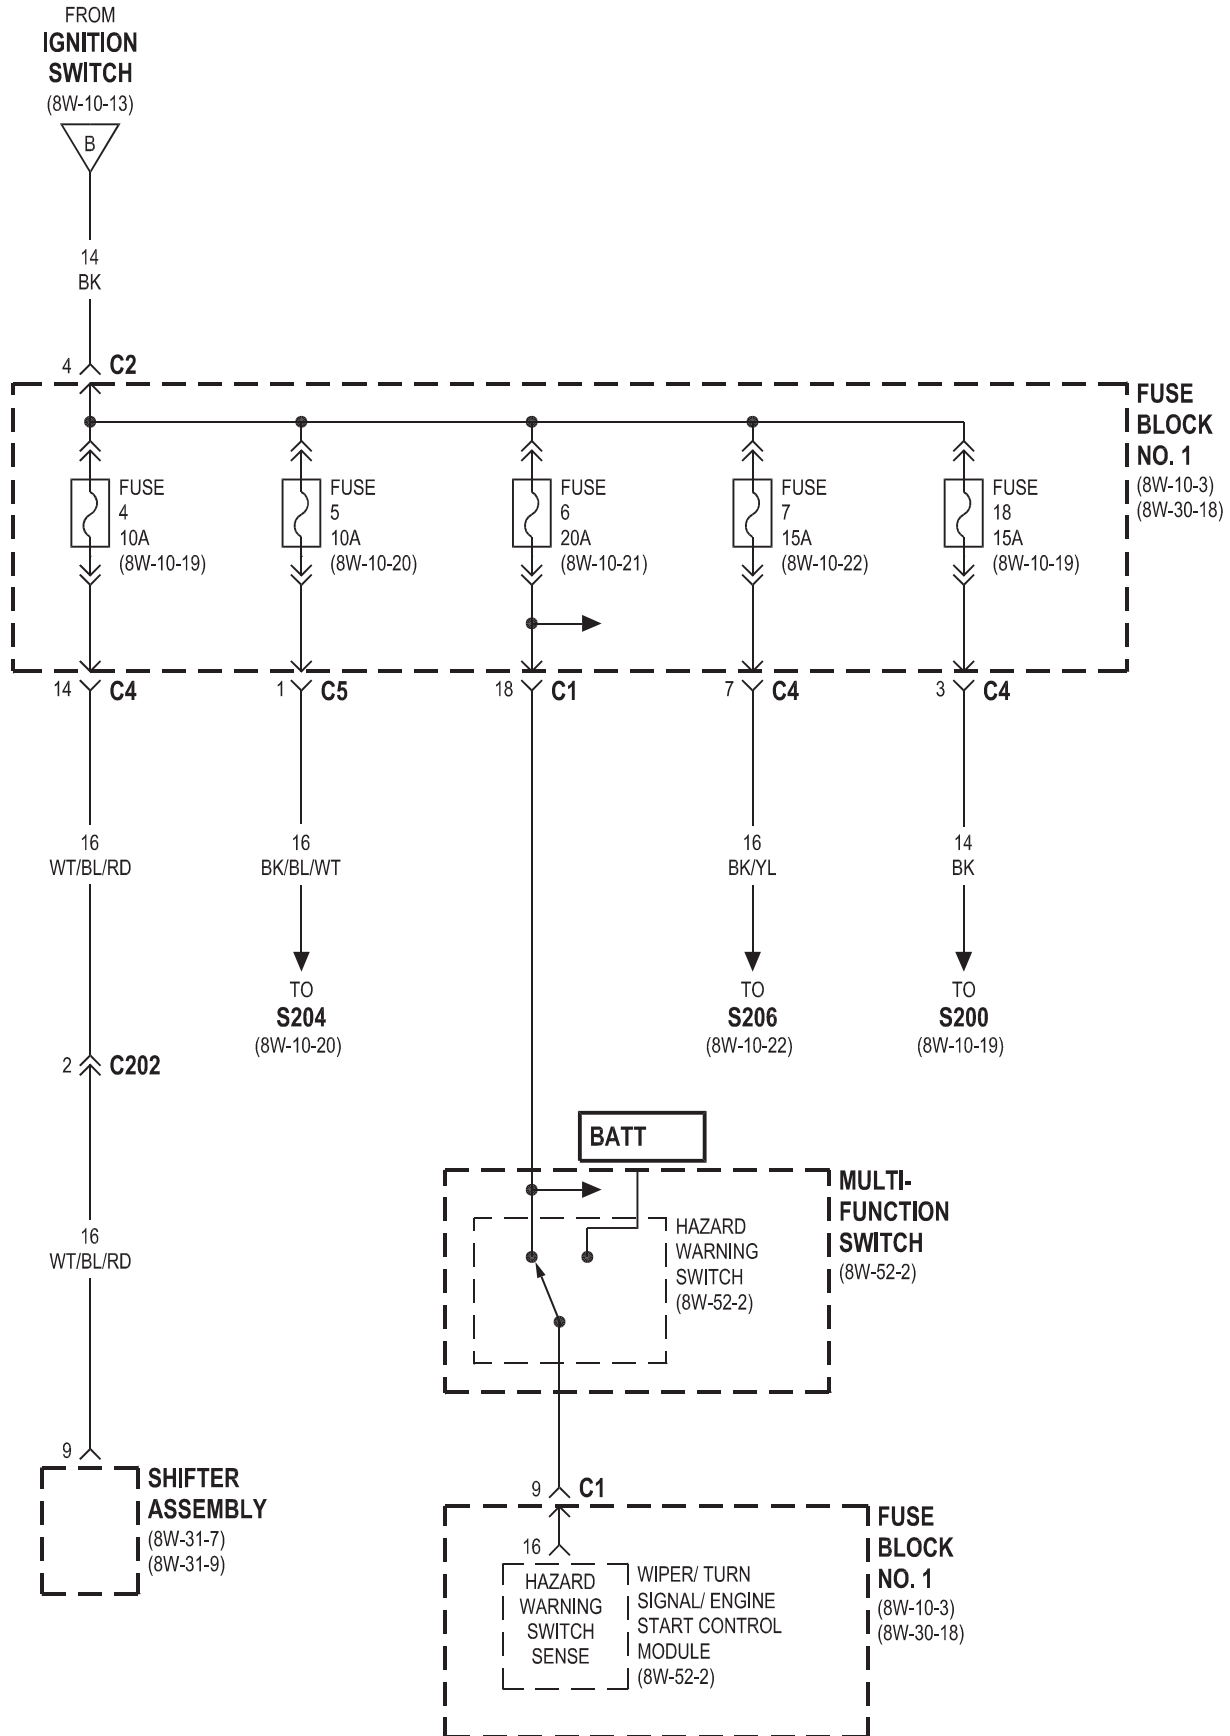 FROM
IGNITION
SWITCH
(8W-10-13)
B
14
BK
4
C2
FUSE
BLOCK
NO. 1
(8W-10-3)
(8W-30-18)
FUSE
4
10A
(8W-10-19)
FUSE
5
10A
(8W-10-20)
FUSE
6
20A
(8W-10-21)
FUSE
7
15A
(8W-10-22)
FUSE
18
15A
(8W-10-19)
14
C4
1
C5
18
C1
7
C4
3
C4
16
WT/BL/RD
16
BK/BL/WT
16
BK/YL
14
BK
TO
S204
(8W-10-20)
TO
S206
(8W-10-22)
TO
S200
(8W-10-19)
2
C202
BATT
MULTI-
FUNCTION
SWITCH
(8W-52-2)
HAZARD
WARNING
SWITCH
(8W-52-2)
16
WT/BL/RD
9
SHIFTER
ASSEMBLY
(8W-31-7)
(8W-31-9)
9
C1
FUSE
BLOCK
NO. 1
(8W-10-3)
(8W-30-18)
16
HAZARD
WARNING
SWITCH
SENSE
WIPER/ TURN
SIGNAL/ ENGINE
START CONTROL
MODULE
(8W-52-2)